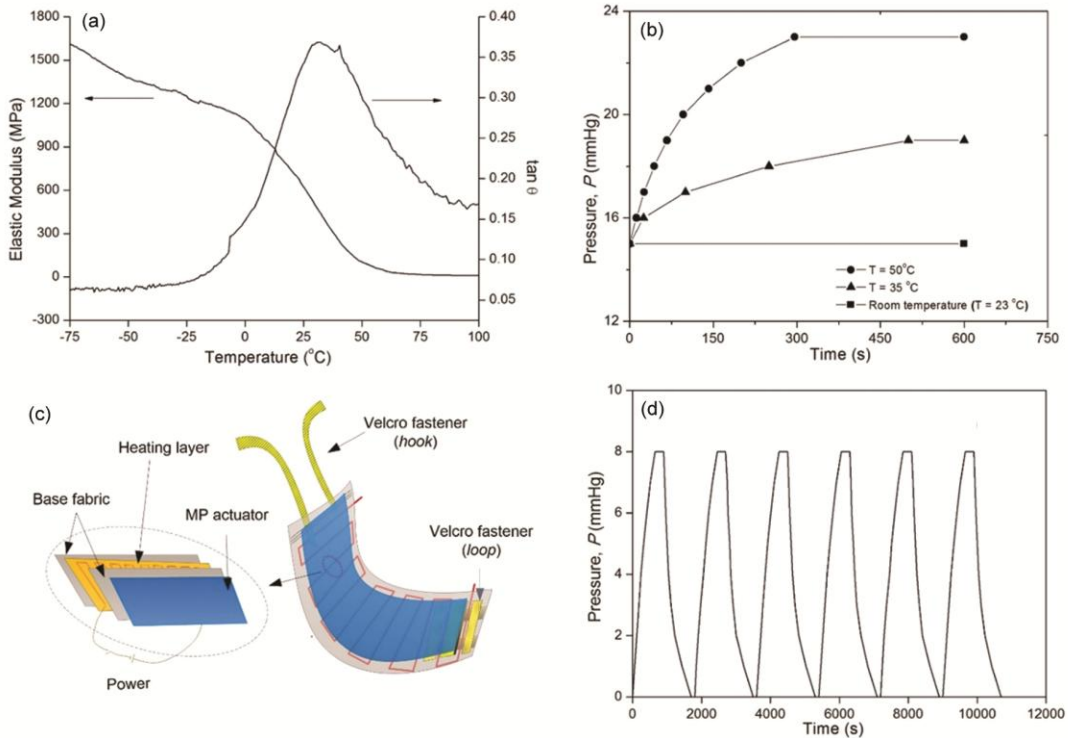 (a)
1800
1500
1200
900
600
300
0
-300
Elastic Modulus (MPa)
0.40
0.35
0.30
0.25
0.20
0.15
0.10
0.05
tan θ
-75
-50
-25
0
25
50
75
100
Temperature (°C)
(b)
24
20
16
12
Pressure, P (mmHg)
T = 50°C
T = 35 °C
Room temperature (T = 23 °C)
0
150
300
450
600
750
Time (s)
(c)
Velcro fastener
(hook)
Heating layer
Base fabric
MP actuator
Velcro fastener
(loop)
Power
(d)
10
8
6
4
2
0
Pressure, P (mmHg)
0
2000
4000
6000
8000
10000
12000
Time (s)